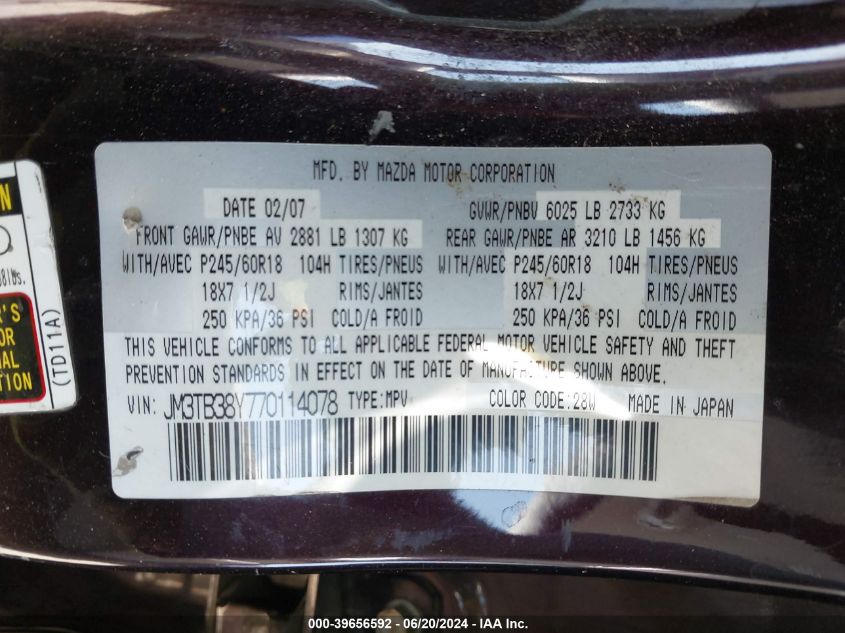 MFD. BY MAZDA MOTOR CORPORATION
DATE 02/07 GVWR/PNBV 6025 LB 2733 KG
FRONT GAWR/PNBE AV 2881 LB 1307 KG REAR GAWR/PNBE AR 3210 LB 1456 KG
WITH/AVEC P245/60R18 104H TIRES/PNEUS WITH/AVEC P245/60R18 104H TIRES/PNEUS
18X7 1/2J RIMS/JANTES 18X7 1/2J RIMS/JANTES
250 KPA/36 PSI COLD/A FROID 250 KPA/36 PSI COLD/A FROID
THIS VEHICLE CONFORMS TO ALL APPLICABLE FEDERAL MOTOR VEHICLE SAFETY AND THEFT
PREVENTION STANDARDS IN EFFECT ON THE DATE OF MANUFACTURE SHOWN ABOVE.
VIN: JM3TB38Y770114078 TYPE:MPV COLOR CODE:28W MADE IN JAPAN
(TD11A)
000-39656592 - 06/20/2024 - IAA Inc.